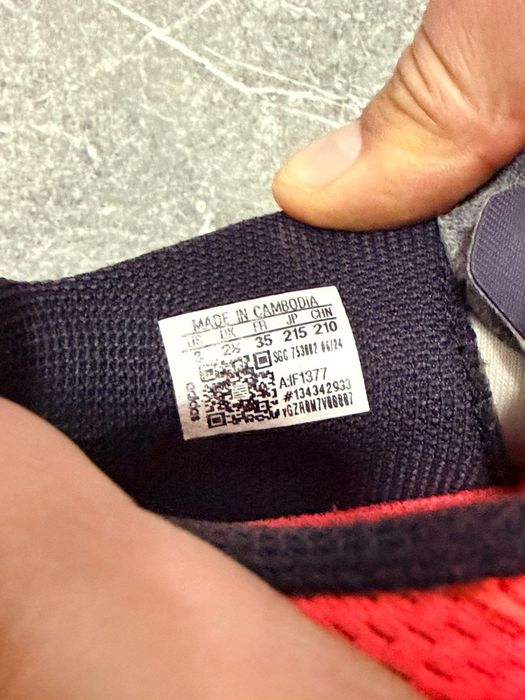 MADE IN CAMBODIA
US UK FR JP CHN
3 2½ 35 215 210
SGC 753002 06/24
A:IF1377
#134342933
adidas